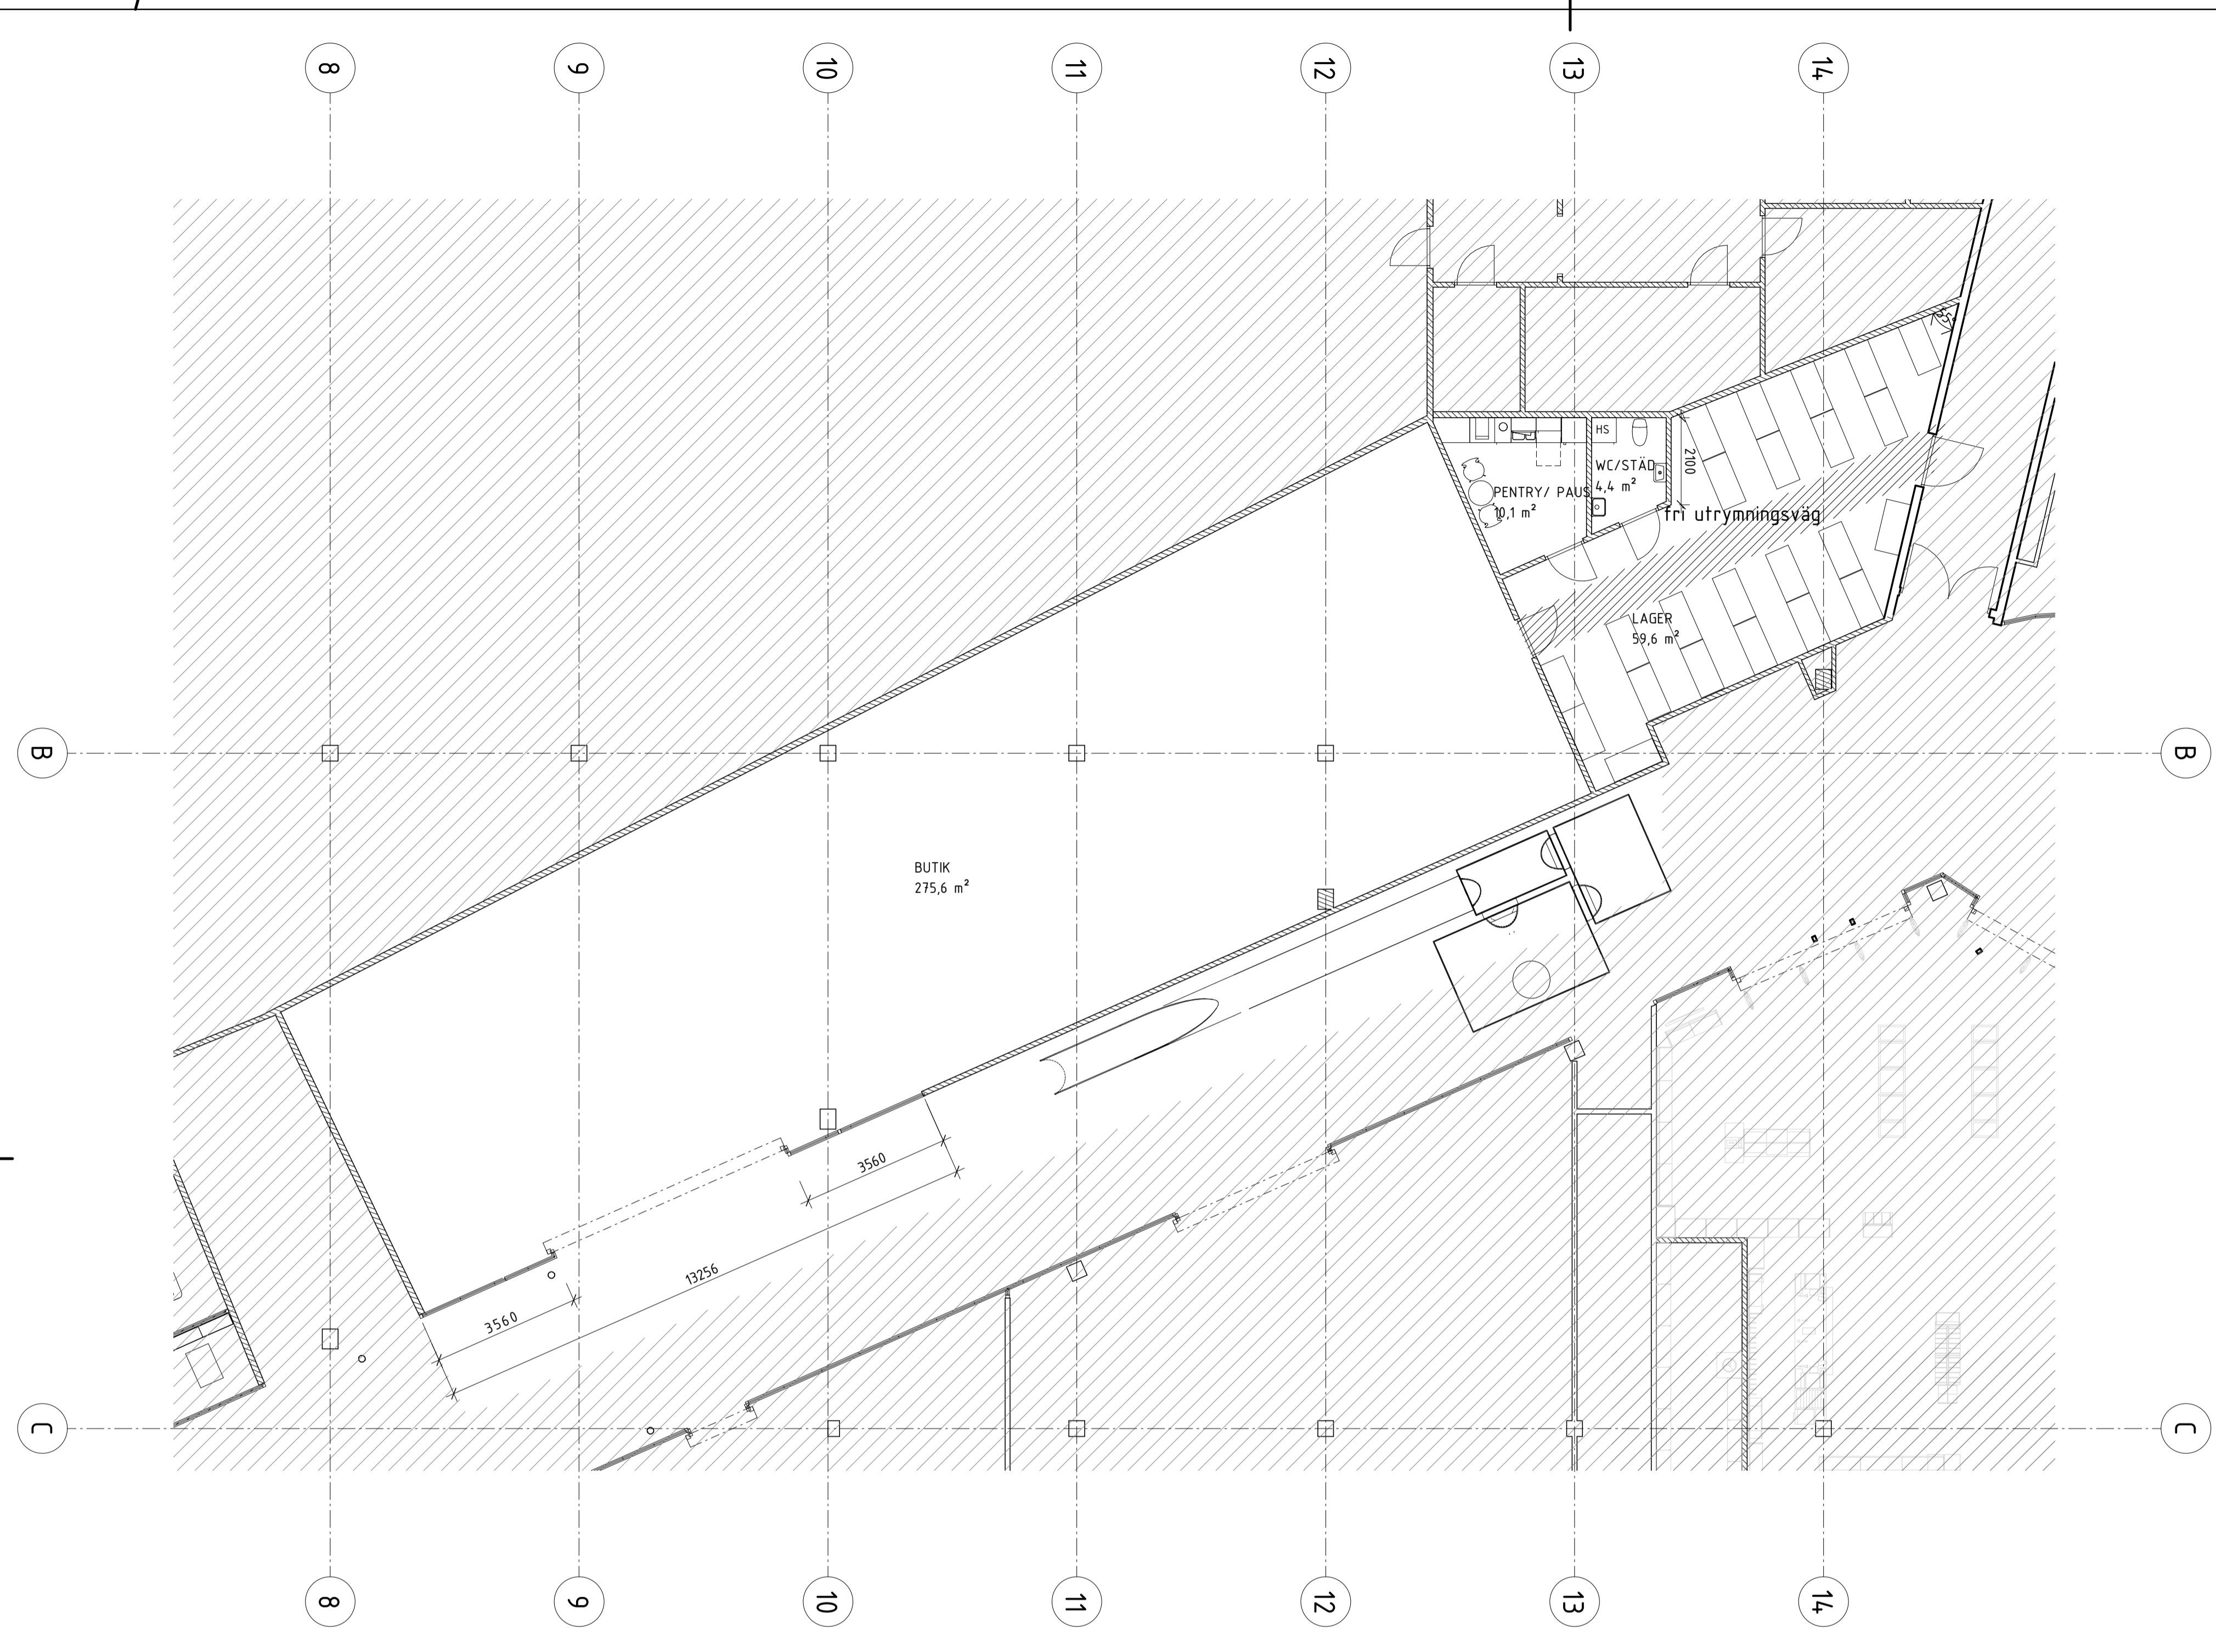 8
9
10
11
12
13
14
HS
2100
WC/STÄD
4,4 m²
PENTRY/ PAUS
10,1 m²
fri utrymningsväg
LAGER
59,6 m²
B
B
BUTIK
275,6 m²
3560
13256
3560
C
C
8
9
10
11
12
13
14